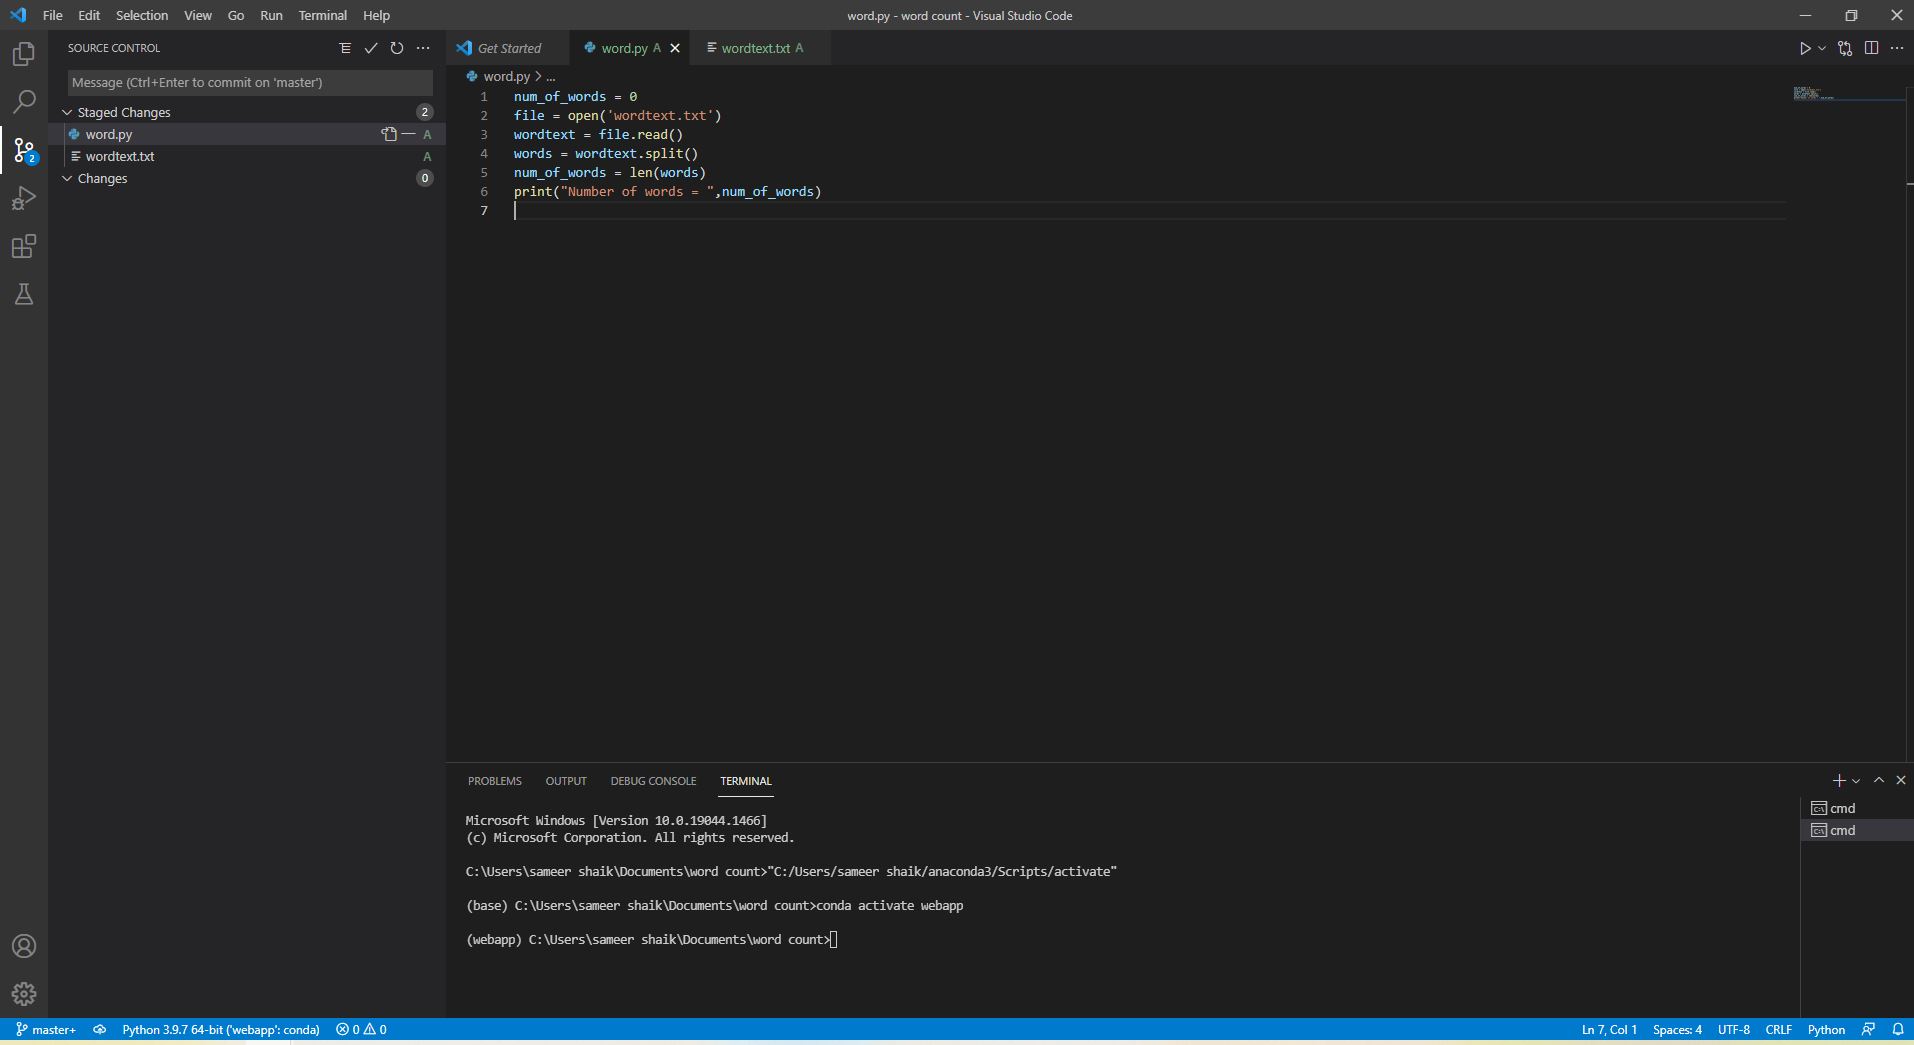 File Edit Selection View Go Run Terminal Help
word.py - word count - Visual Studio Code
SOURCE CONTROL
Message (Ctrl+Enter to commit on 'master')
Staged Changes 2
word.py A
wordtext.txt A
Changes 0
2
Get Started word.py A wordtext.txt A
word.py > ...
1 num_of_words = 0
2 file = open('wordtext.txt')
3 wordtext = file.read()
4 words = wordtext.split()
5 num_of_words = len(words)
6 print("Number of words = ",num_of_words)
7
PROBLEMS OUTPUT DEBUG CONSOLE TERMINAL
Microsoft Windows [Version 10.0.19044.1466]
(c) Microsoft Corporation. All rights reserved.
C:\Users\sameer shaik\Documents\word count>"C:/Users/sameer shaik/anaconda3/Scripts/activate"
(base) C:\Users\sameer shaik\Documents\word count>conda activate webapp
(webapp) C:\Users\sameer shaik\Documents\word count>
cmd
cmd
master+ Python 3.9.7 64-bit ('webapp': conda) 0 0 Ln 7, Col 1 Spaces: 4 UTF-8 CRLF Python